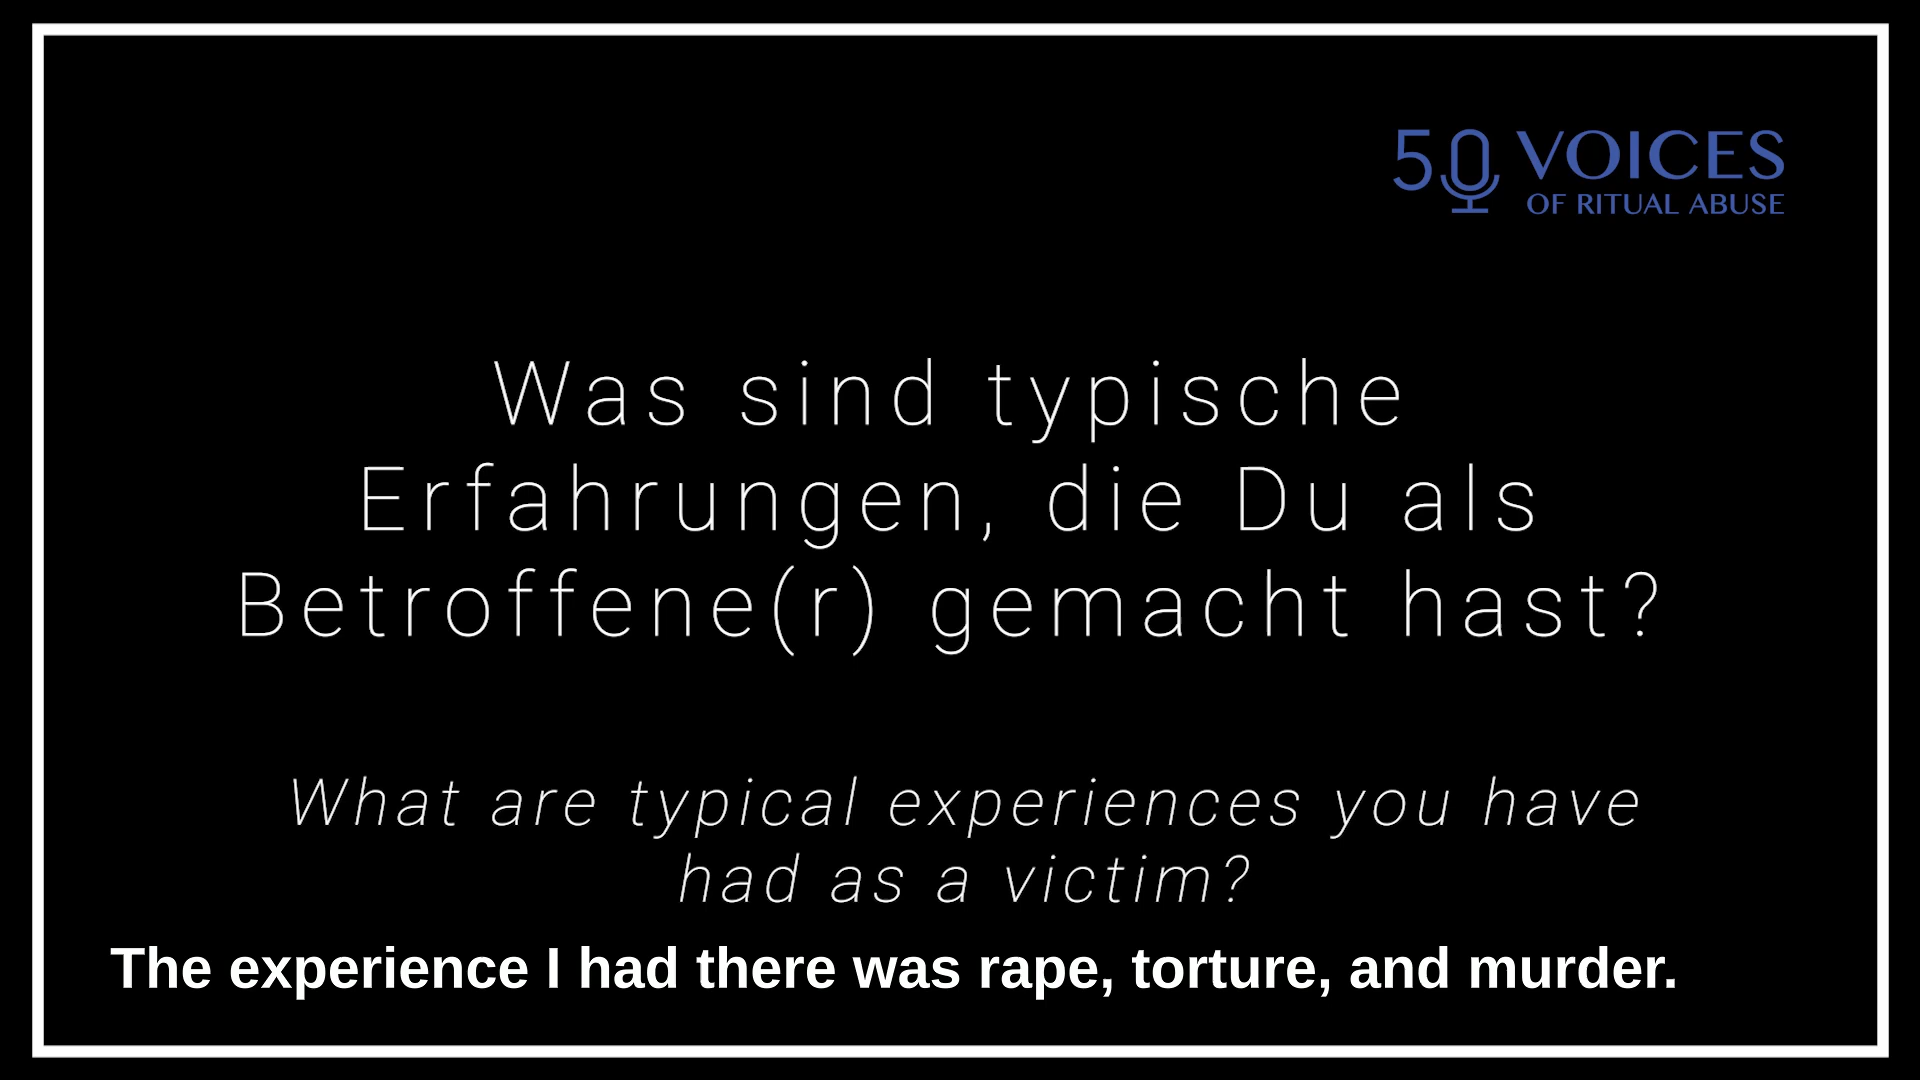 50 VOICES
OF RITUAL ABUSE
Was sind typische
Erfahrungen, die Du als
Betroffene(r) gemacht hast?
What are typical experiences you have
had as a victim?
The experience I had there was rape, torture, and murder.